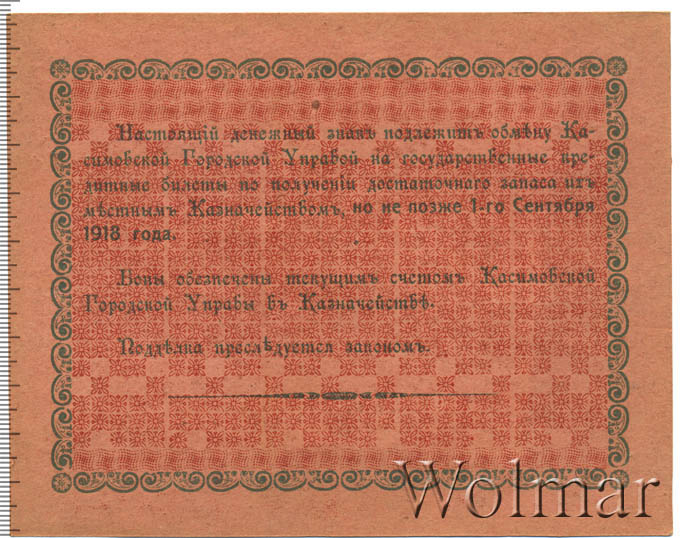 Настоящій денежный знакъ подлежитъ обмѣну Ка-
симовской Городской Управой на государственные кре-
дитные билеты по полученіи достаточнаго запаса ихъ
мѣстнымъ Казначействомъ, но не позже 1-го Сентября
1918 года.
Боны обезпечены текущимъ счетомъ Касимовской
Городской Управы въ Казначействѣ.
Поддѣлка преслѣдуется закономъ.
Wolmar